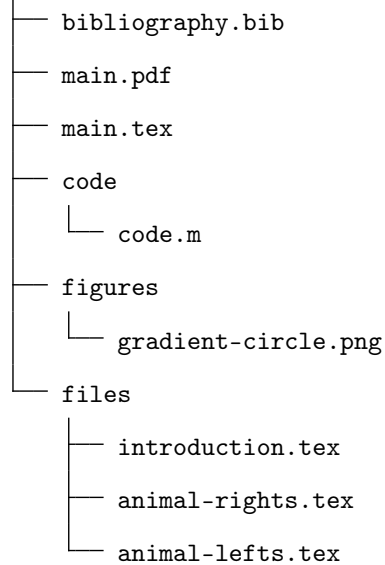 bibliography.bib
main.pdf
main.tex
code
code.m
figures
gradient-circle.png
files
introduction.tex
animal-rights.tex
animal-lefts.tex